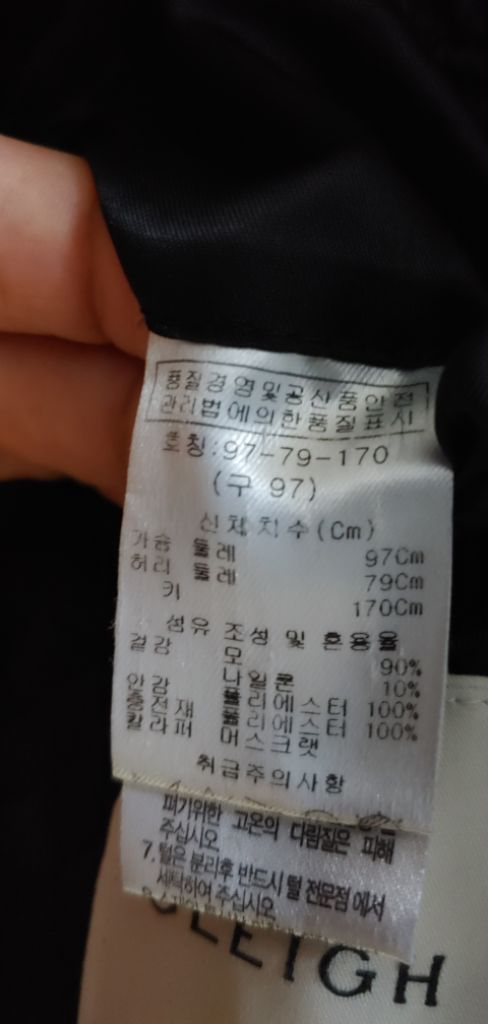 품질경영및공산품안전
관리법에의한품질표시
호칭:97-79-170
(구 97)
신체치수(Cm)
가슴 둘레 97Cm
허리 둘레 79Cm
키 170Cm
섬유 조성 및 혼용율
겉감 모 90%
나일론 10%
안감 폴리에스터 100%
충전재 폴리에스터 100%
칼라퍼 머스크랫
취급주의사항
피하기위한 고온의 다림질은 피해
주십시오
7.털은 분리후 반드시 털 전문점에서
세탁하여 주십시오
LEIGH